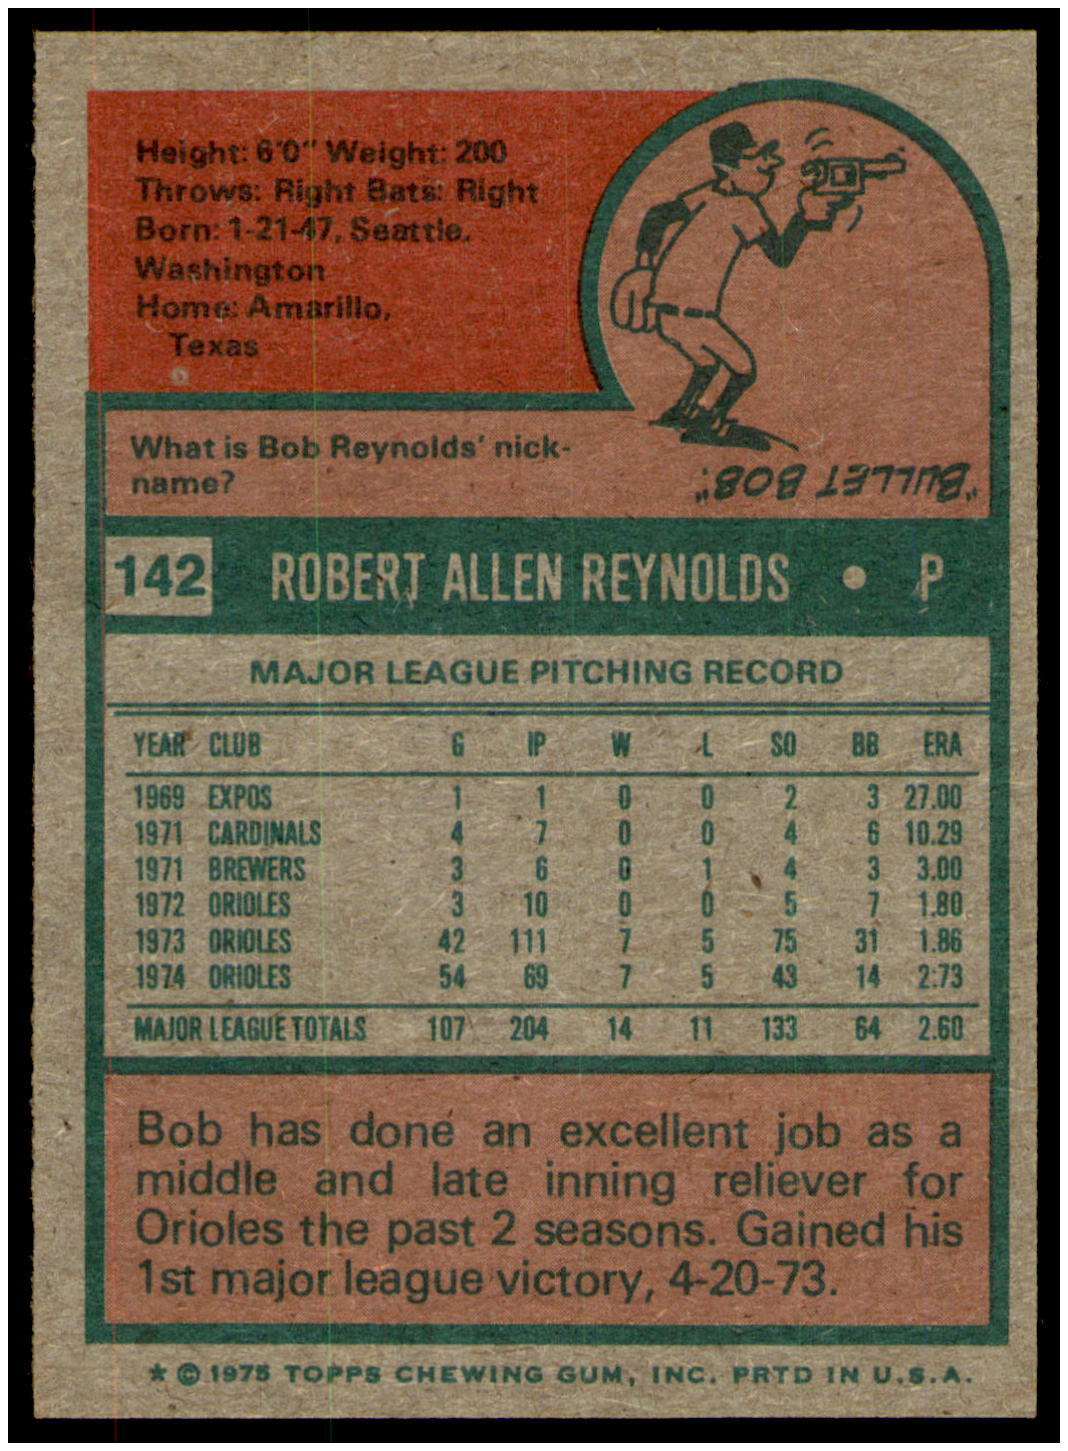 Height: 6'0" Weight: 200
Throws: Right Bats: Right
Born: 1-21-47, Seattle,
Washington
Home: Amarillo,
Texas
What is Bob Reynolds' nick-
name?
"BULLET BOB".
142 ROBERT ALLEN REYNOLDS • P
MAJOR LEAGUE PITCHING RECORD
YEAR CLUB G IP W L SO BB ERA
1969 EXPOS 1 1 0 0 2 3 27.00
1971 CARDINALS 4 7 0 0 4 6 10.29
1971 BREWERS 3 6 0 1 4 3 3.00
1972 ORIOLES 3 10 0 0 5 7 1.80
1973 ORIOLES 42 111 7 5 75 31 1.86
1974 ORIOLES 54 69 7 5 43 14 2.73
MAJOR LEAGUE TOTALS 107 204 14 11 133 64 2.60
Bob has done an excellent job as a
middle and late inning reliever for
Orioles the past 2 seasons. Gained his
1st major league victory, 4-20-73.
* © 1975 TOPPS CHEWING GUM, INC. PRTD IN U.S.A.